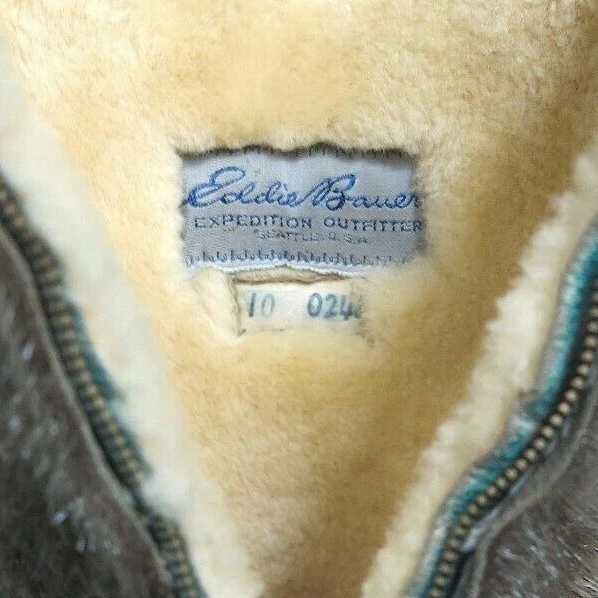 Eddie Bauer
EXPEDITION OUTFITTER
SEATTLE, U.S.A.
10 024